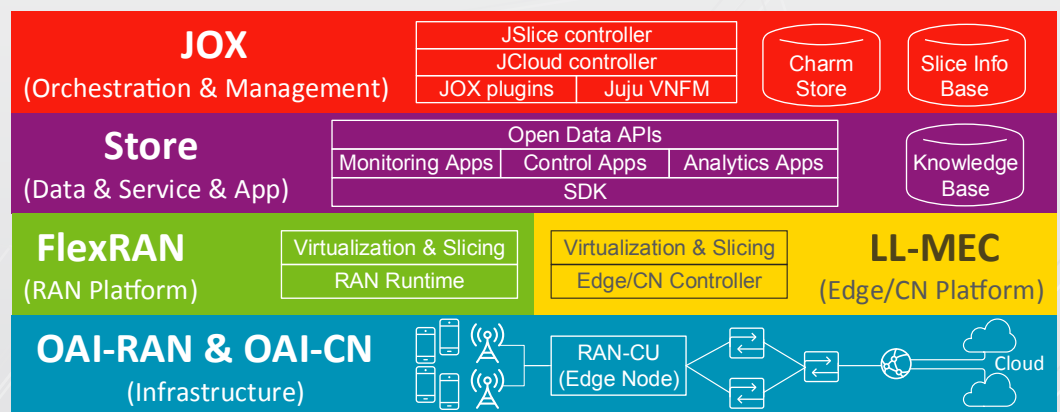 JOX
(Orchestration & Management)
JSlice controller
JCloud controller
JOX plugins
Juju VNFM
Charm
Store
Slice Info
Base
Store
(Data & Service & App)
Open Data APIs
Monitoring Apps
Control Apps
Analytics Apps
SDK
Knowledge
Base
FlexRAN
(RAN Platform)
Virtualization & Slicing
RAN Runtime
Virtualization & Slicing
Edge/CN Controller
LL-MEC
(Edge/CN Platform)
OAI-RAN & OAI-CN
(Infrastructure)
RAN-CU
(Edge Node)
Cloud